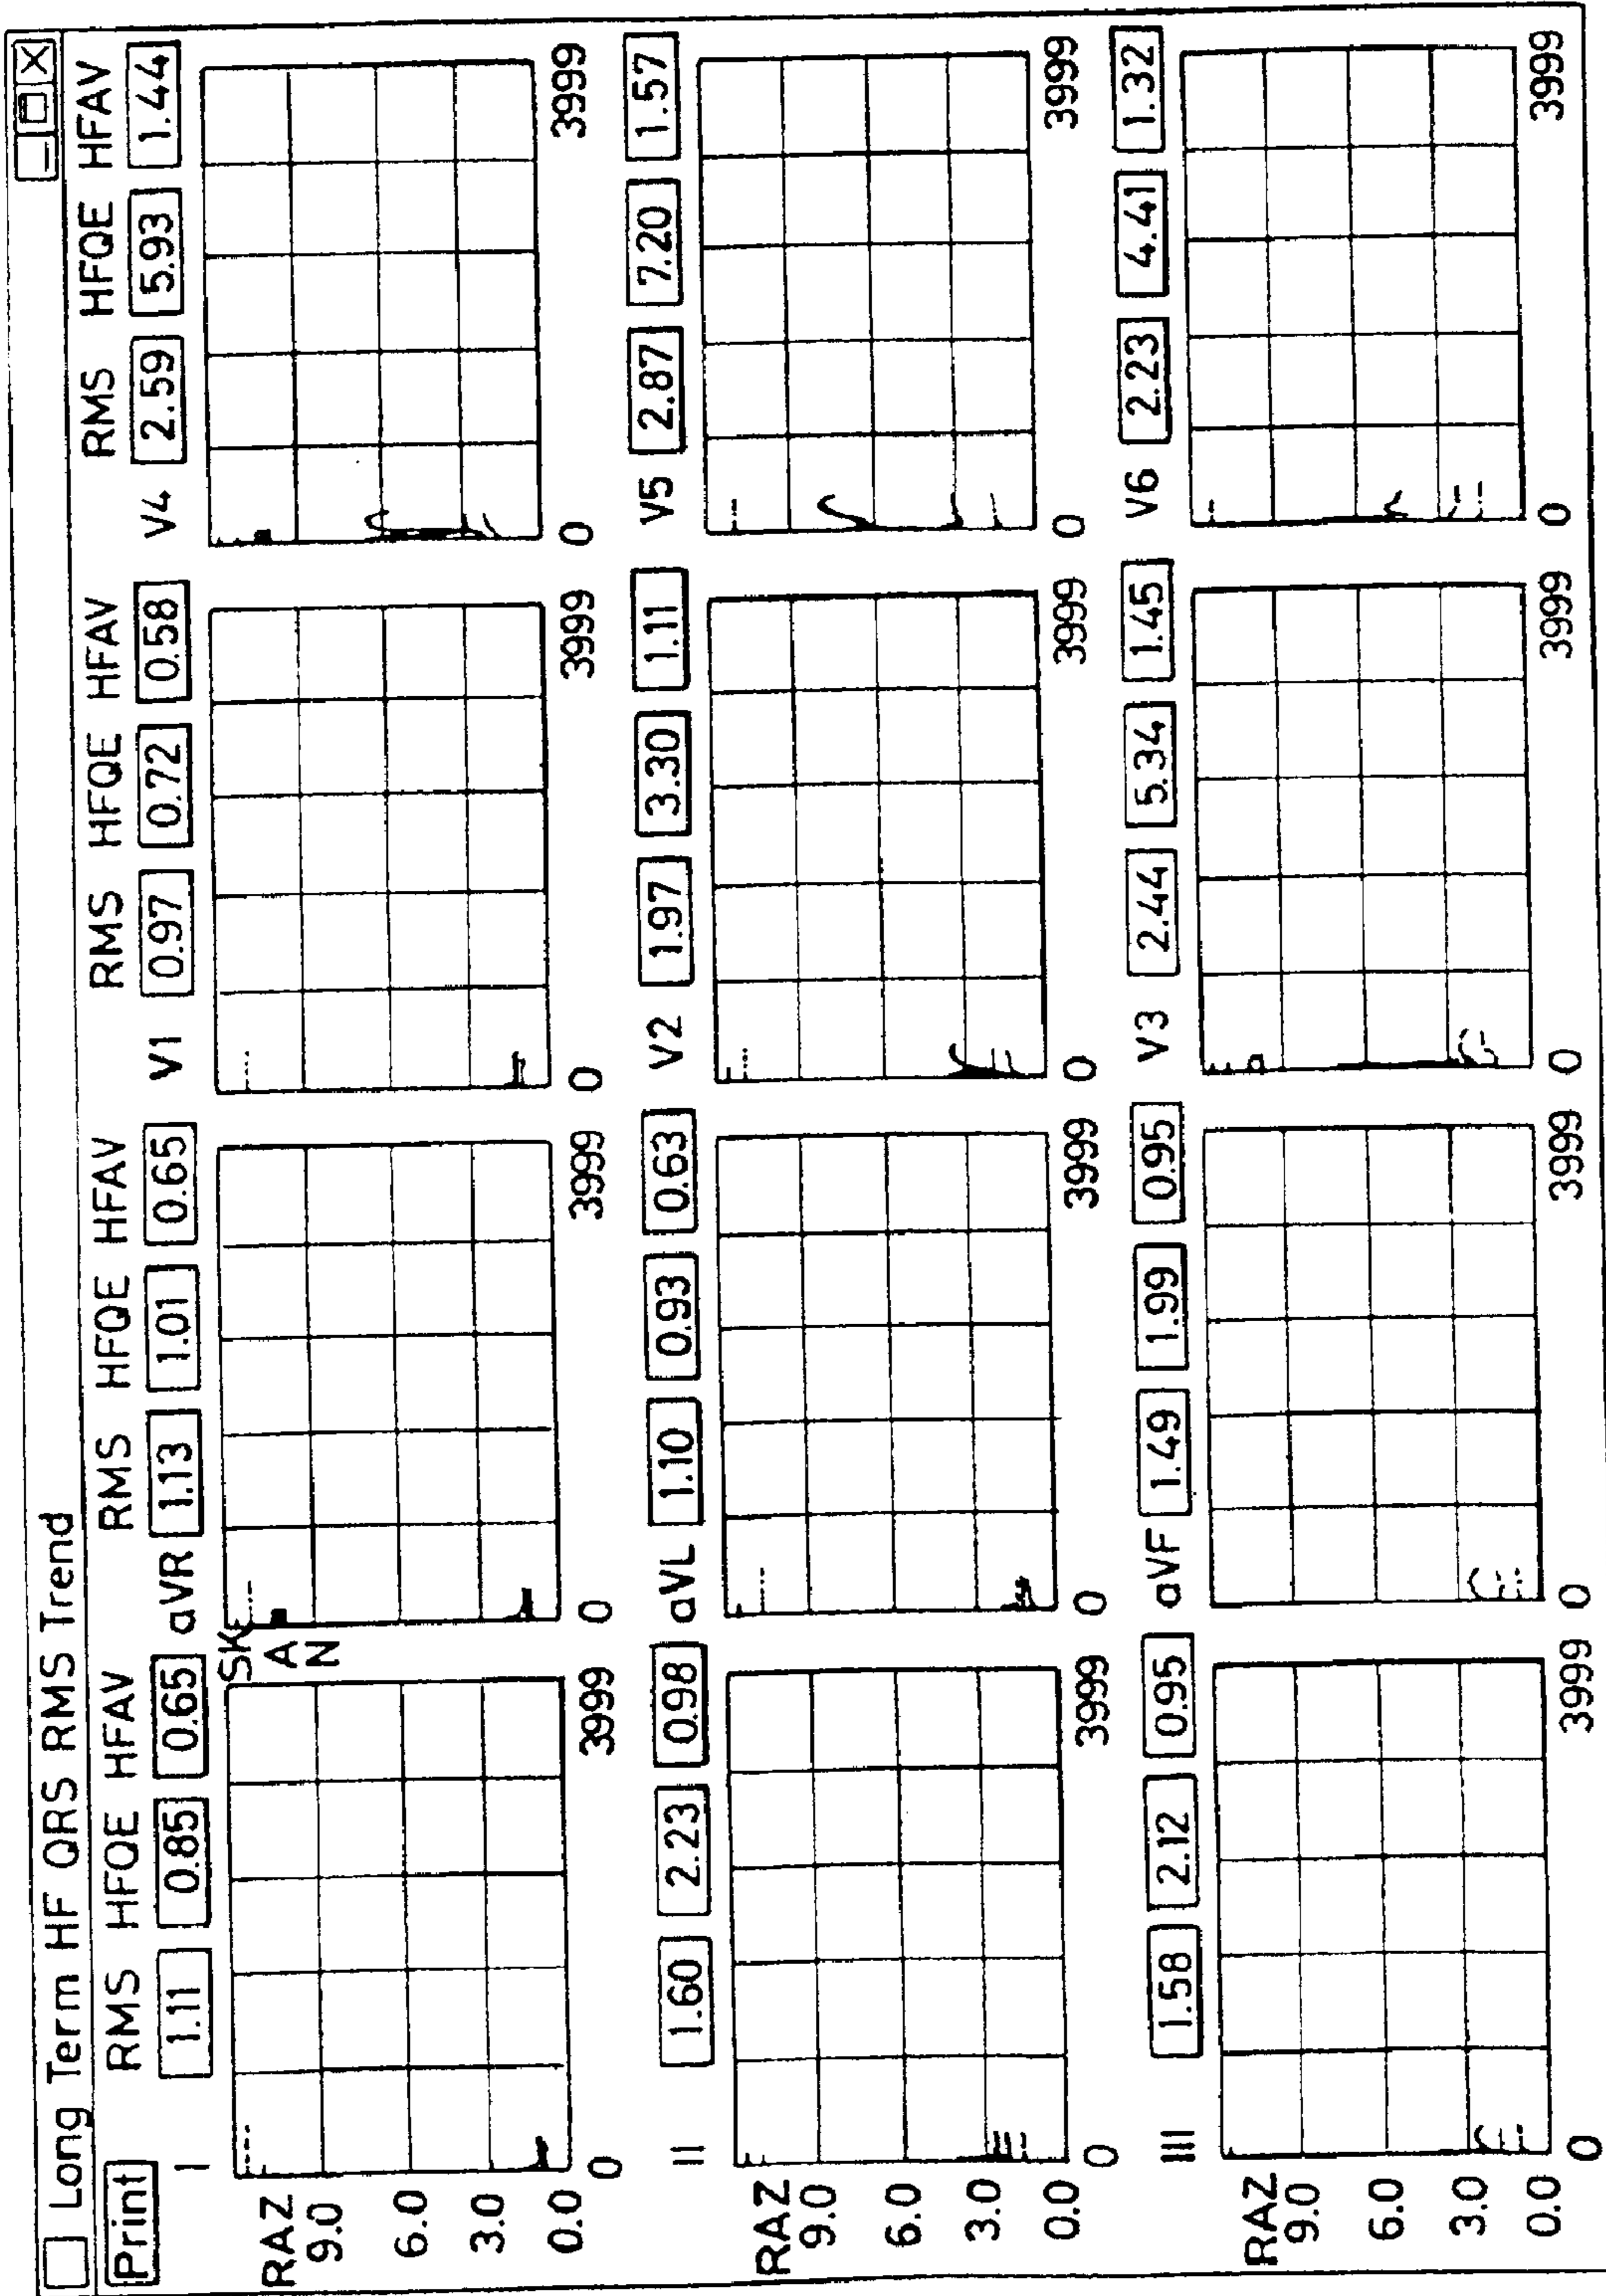 Long Term HF QRS RMS Trend
Print
RMS HFQE HFAV RMS HFQE HFAV RMS HFQE HFAV RMS HFQE HFAV
I 1.11 0.85 0.65 aVR 1.13 1.01 0.65 V1 0.97 0.72 0.58 V4 2.59 5.93 1.44
RAZ SK
A
N
9.0
6.0
3.0
0.0
0 3999 0 3999 0 3999 0 3999
II 1.60 2.23 0.98 aVL 1.10 0.93 0.63 V2 1.97 3.30 1.11 V5 2.87 7.20 1.57
RAZ
9.0
6.0
3.0
0.0
0 3999 0 3999 0 3999 0 3999
III 1.58 2.12 0.95 aVF 1.49 1.99 0.95 V3 2.44 5.34 1.45 V6 2.23 4.41 1.32
RAZ
9.0
6.0
3.0
0.0
0 3999 0 3999 0 3999 0 3999